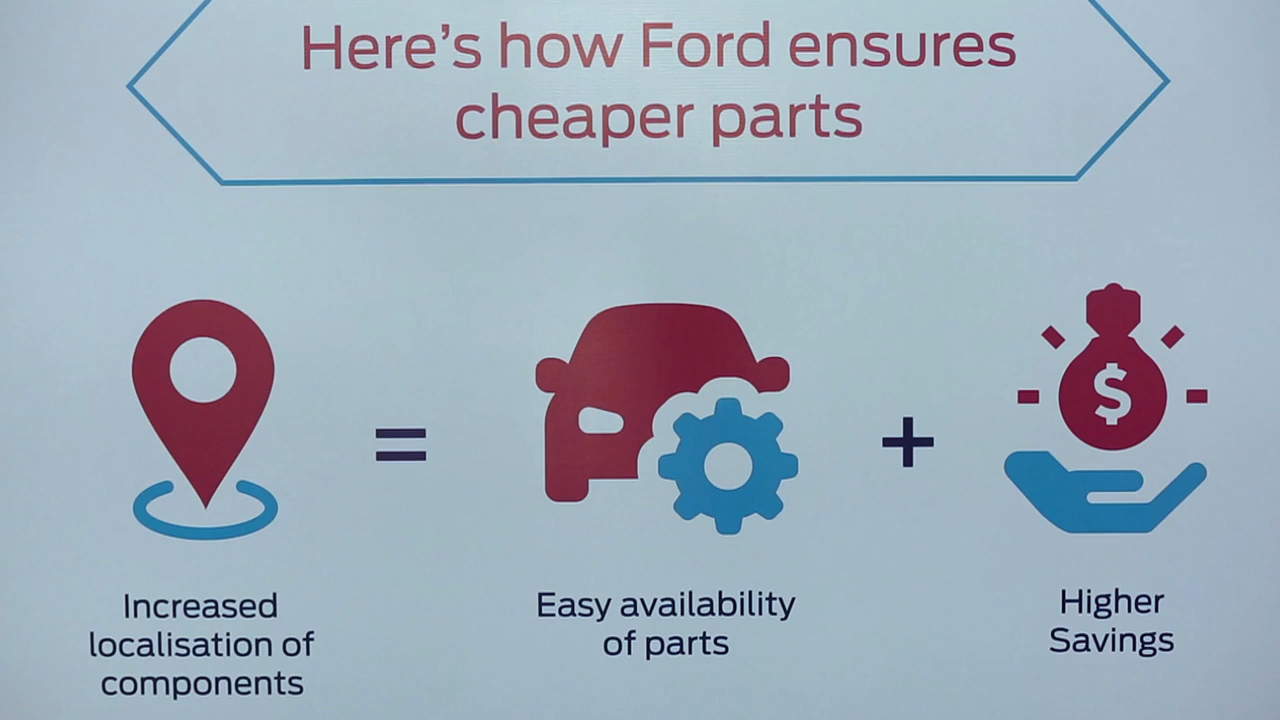 Here's how Ford ensures
cheaper parts
$
=
+
Increased
localisation of
components
Easy availability
of parts
Higher
Savings